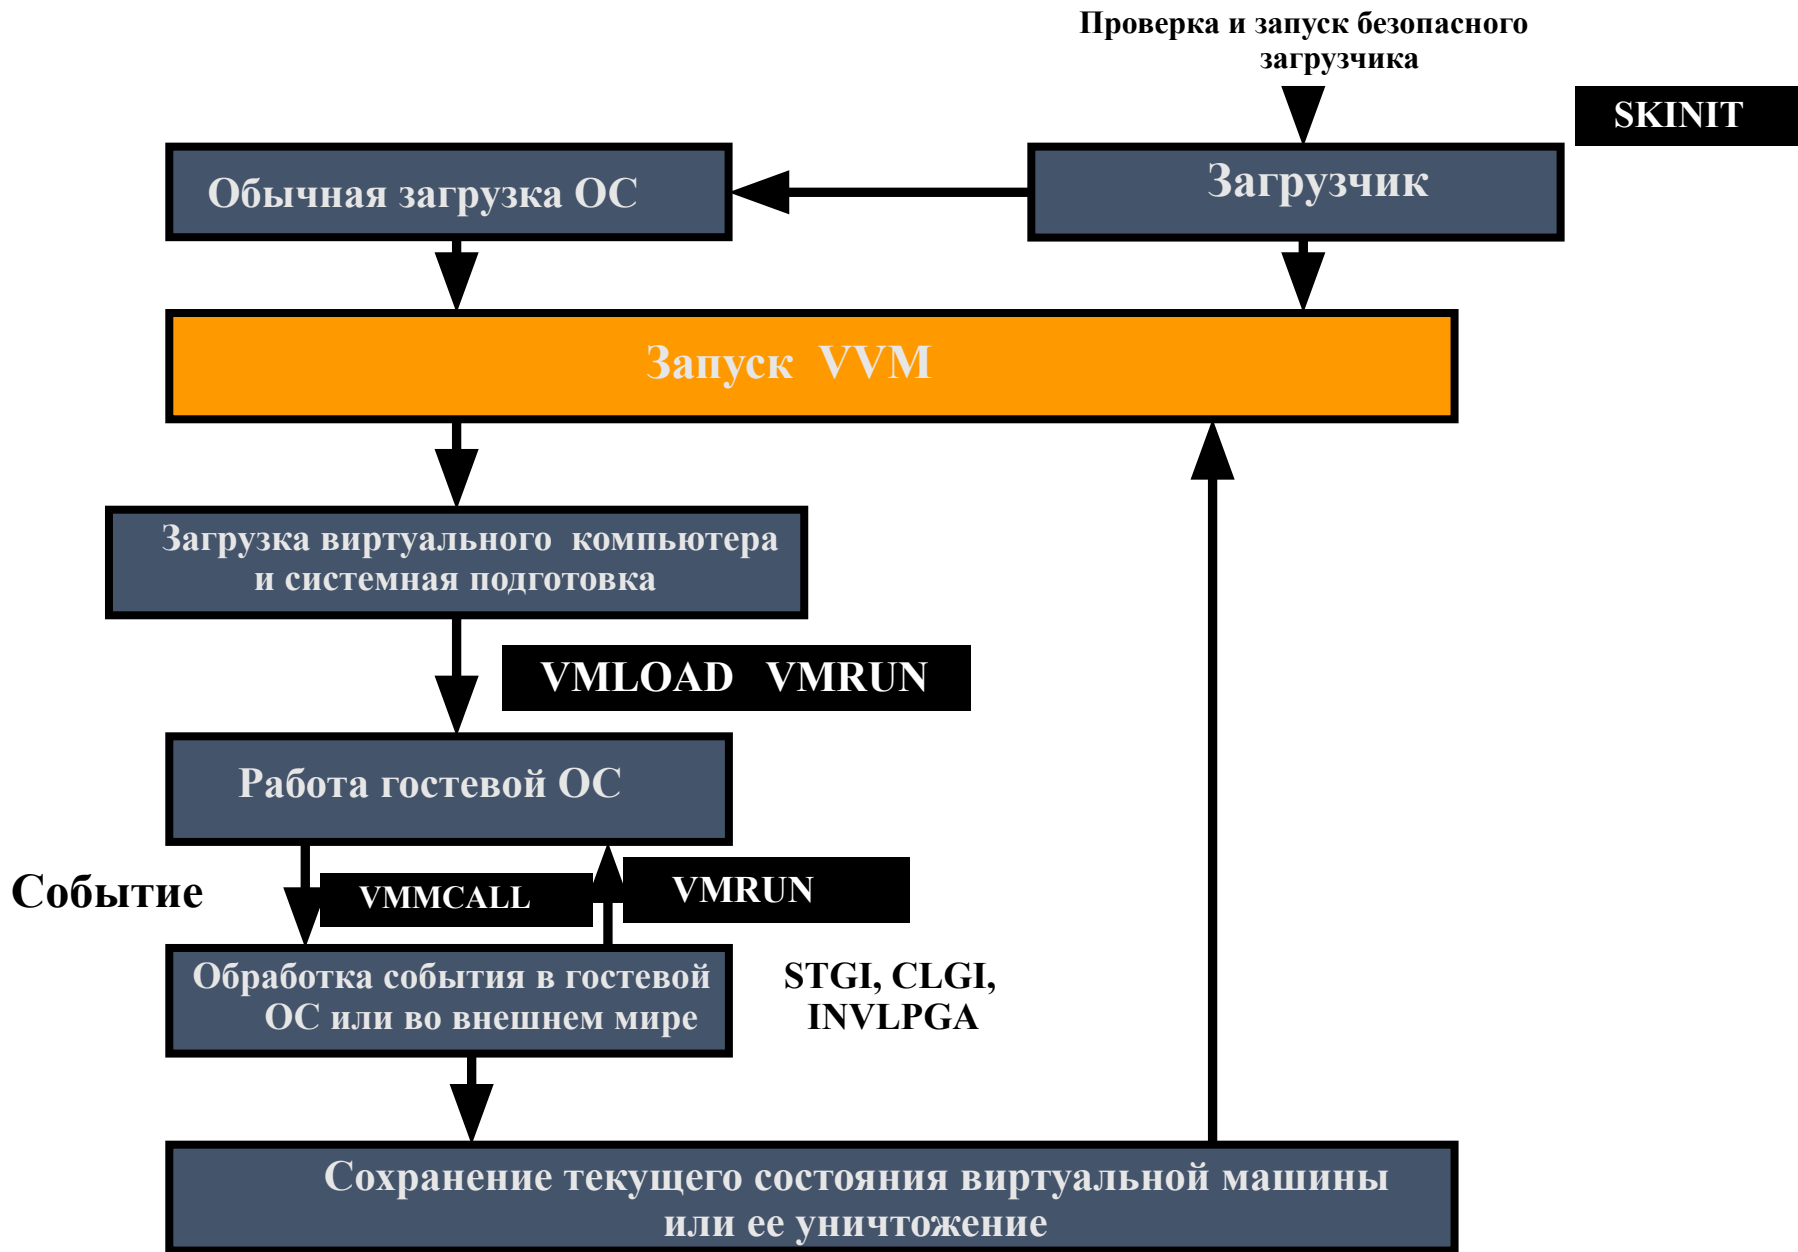 Проверка и запуск безопасного
загрузчика
SKINIT
Обычная загрузка ОС
Загрузчик
Запуск VVM
Загрузка виртуального компьютера
и системная подготовка
VMLOAD VMRUN
Работа гостевой ОС
Событие
VMMCALL
VMRUN
Обработка события в гостевой
ОС или во внешнем мире
STGI, CLGI,
INVLPGA
Сохранение текущего состояния виртуальной машины
или ее уничтожение